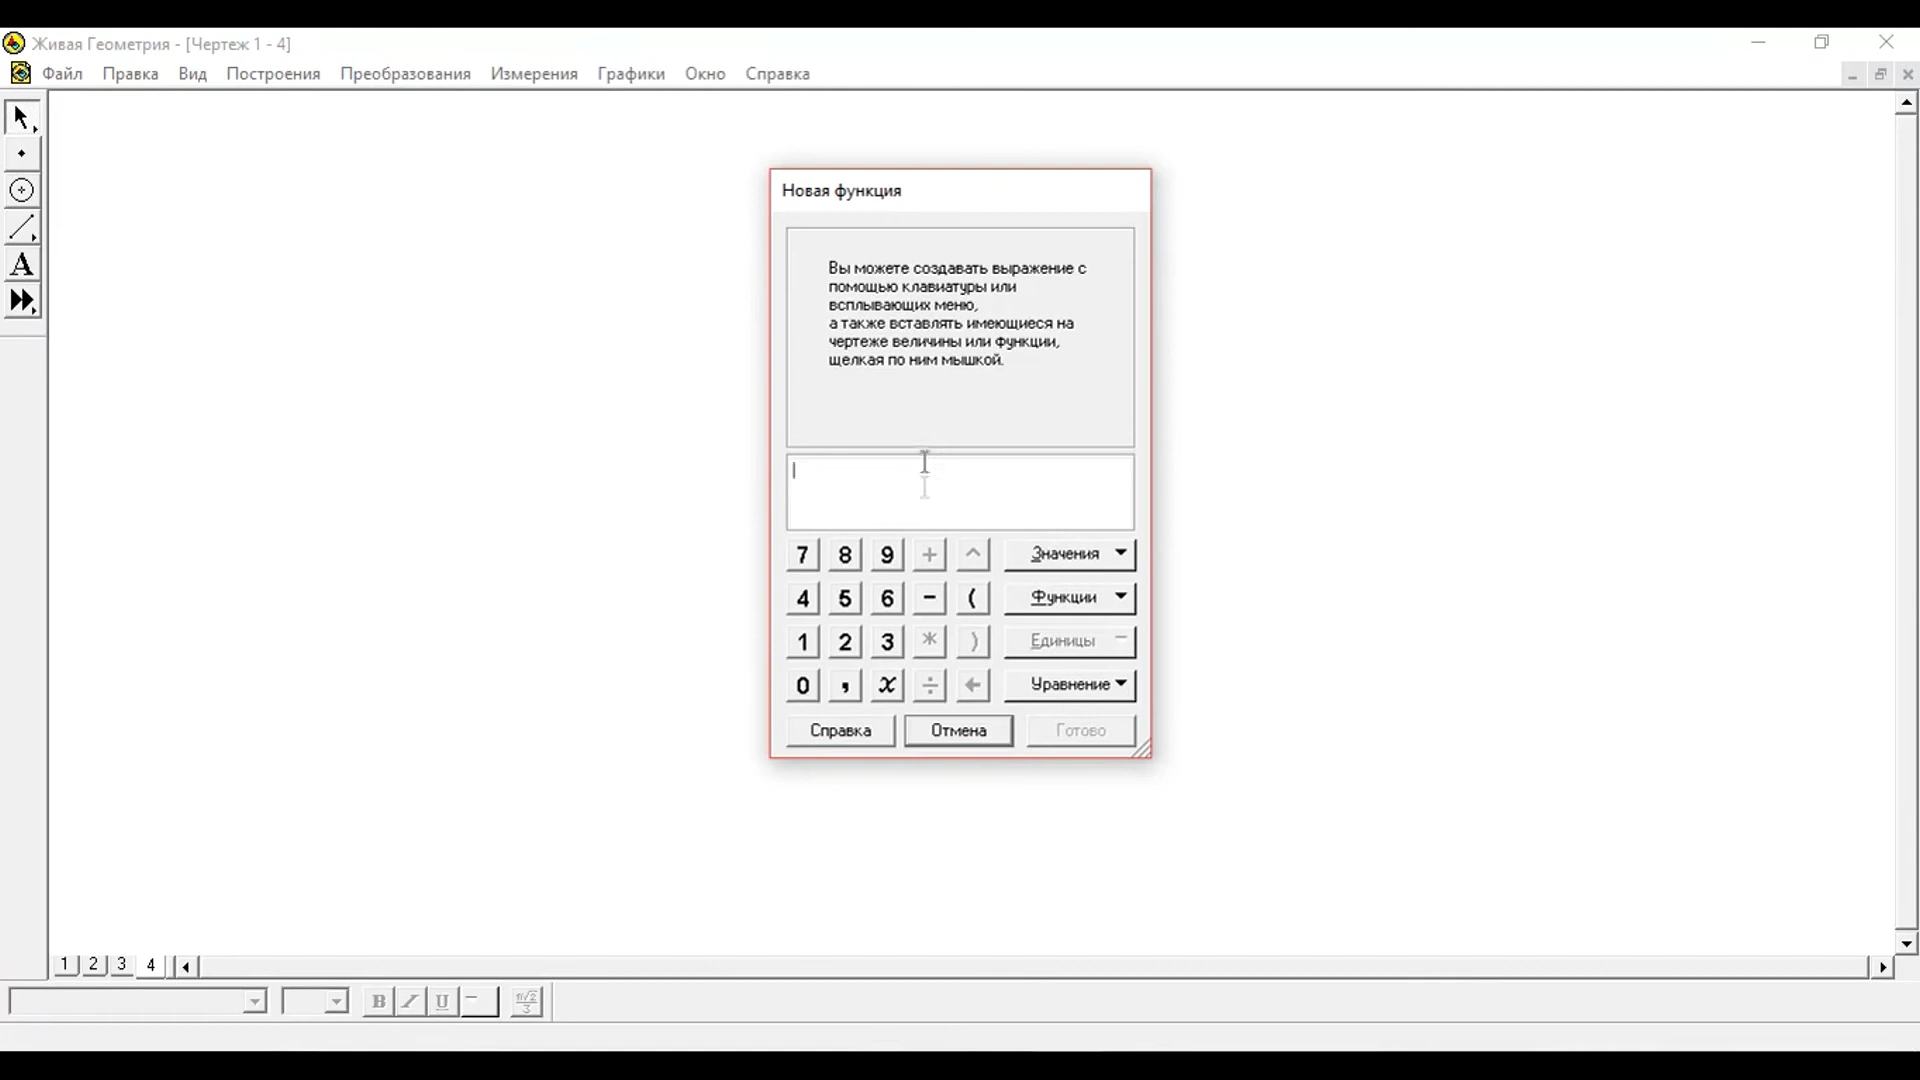 Живая Геометрия - [Чертеж 1 - 4]
Файл Правка Вид Построения Преобразования Измерения Графики Окно Справка
A
Новая функция
Вы можете создавать выражение с
помощью клавиатуры или
всплывающих меню,
а также вставлять имеющиеся на
чертеже величины или функции,
щелкая по ним мышкой.
7 8 9 + ^ Значения
4 5 6 - ( Функции
1 2 3 * ) Единицы
0 , x ÷ ← Уравнение
Справка Отмена Готово
1 2 3 4
B I U π√2/3